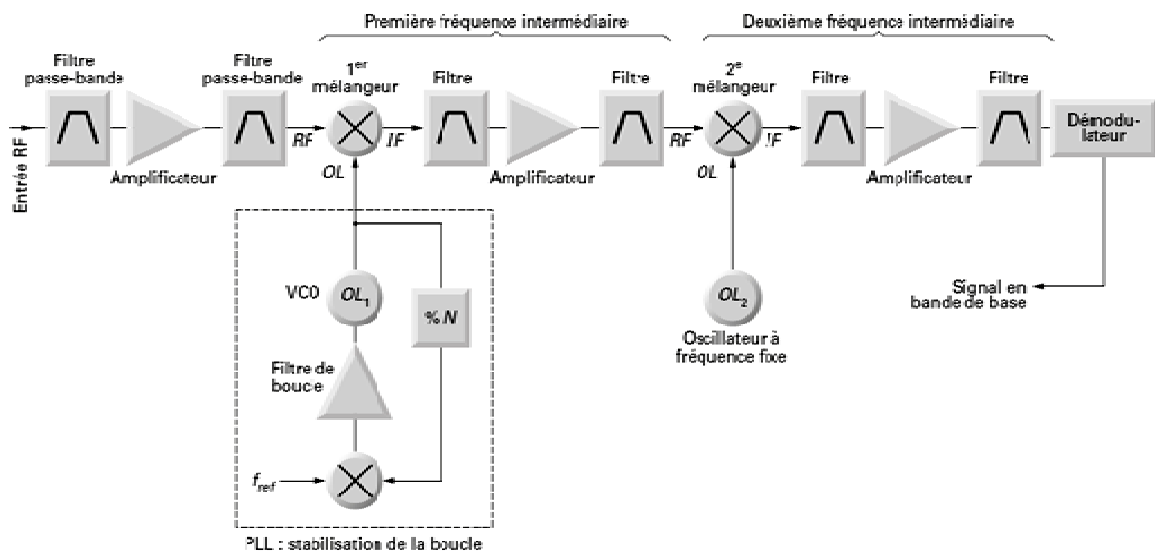 Première fréquence intermédiaire
Deuxième fréquence intermédiaire
Filtre
passe-bande
Filtre
passe-bande
1er
mélangeur
Filtre
Filtre
2e
mélangeur
Filtre
Filtre
Entrée RF
Amplificateur
RF
IF
OL
Amplificateur
RF
IF
OL
Amplificateur
Démodu-
lateur
VCO
OL1
% N
OL2
Oscillateur à
fréquence fixe
Signal en
bande de base
Filtre de
boucle
fref
PLL : stabilisation de la boucle